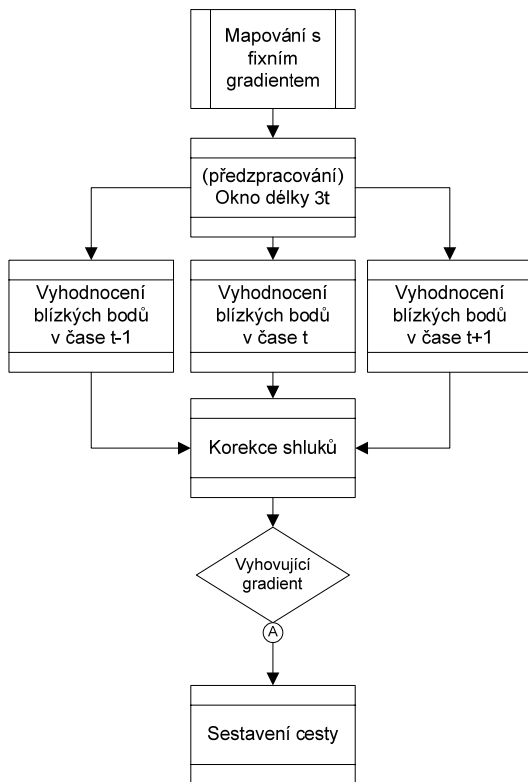 Mapování s
fixním
gradientem
(předzpracování)
Okno délky 3t
Vyhodnocení
blízkých bodů
v čase t-1
Vyhodnocení
blízkých bodů
v čase t
Vyhodnocení
blízkých bodů
v čase t+1
Korekce shluků
Vyhovující
gradient
A
Sestavení cesty